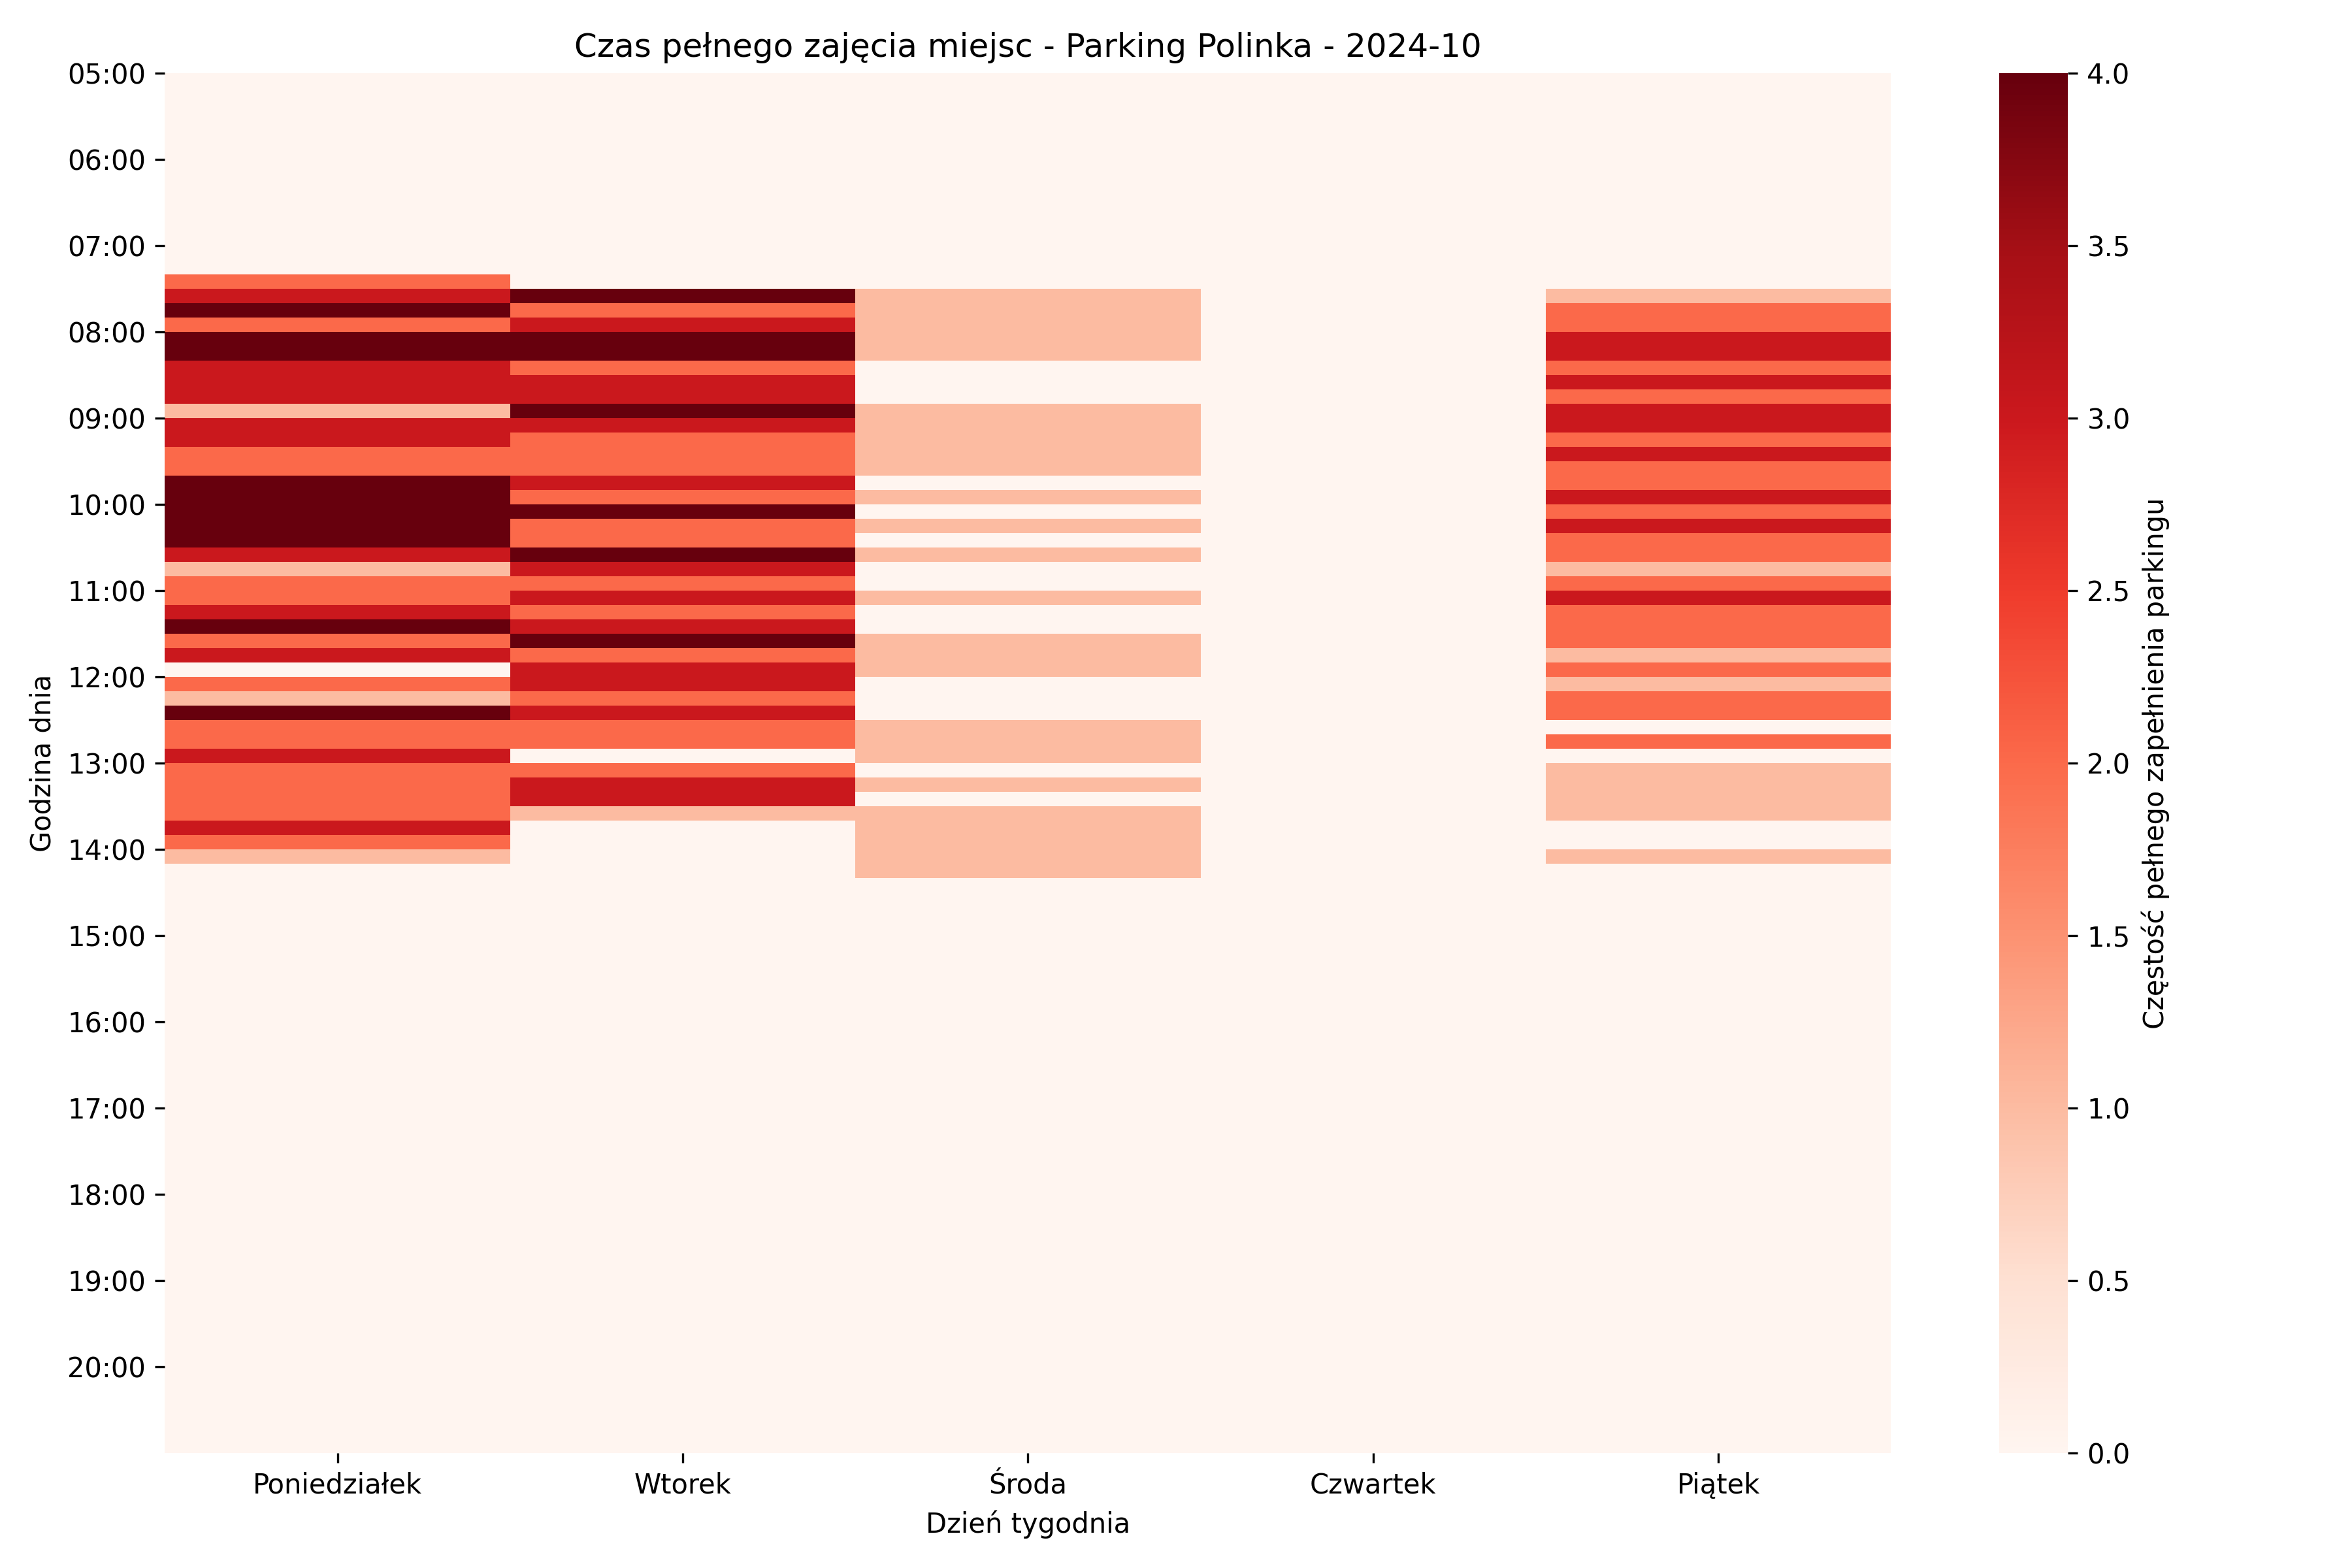 Czas pełnego zajęcia miejsc - Parking Polinka - 2024-10
05:00
06:00
07:00
08:00
09:00
10:00
11:00
12:00
13:00
14:00
15:00
16:00
17:00
18:00
19:00
20:00
Godzina dnia
Poniedziałek
Wtorek
Środa
Czwartek
Piątek
Dzień tygodnia
4.0
3.5
3.0
2.5
2.0
1.5
1.0
0.5
0.0
Częstość pełnego zapełnienia parkingu